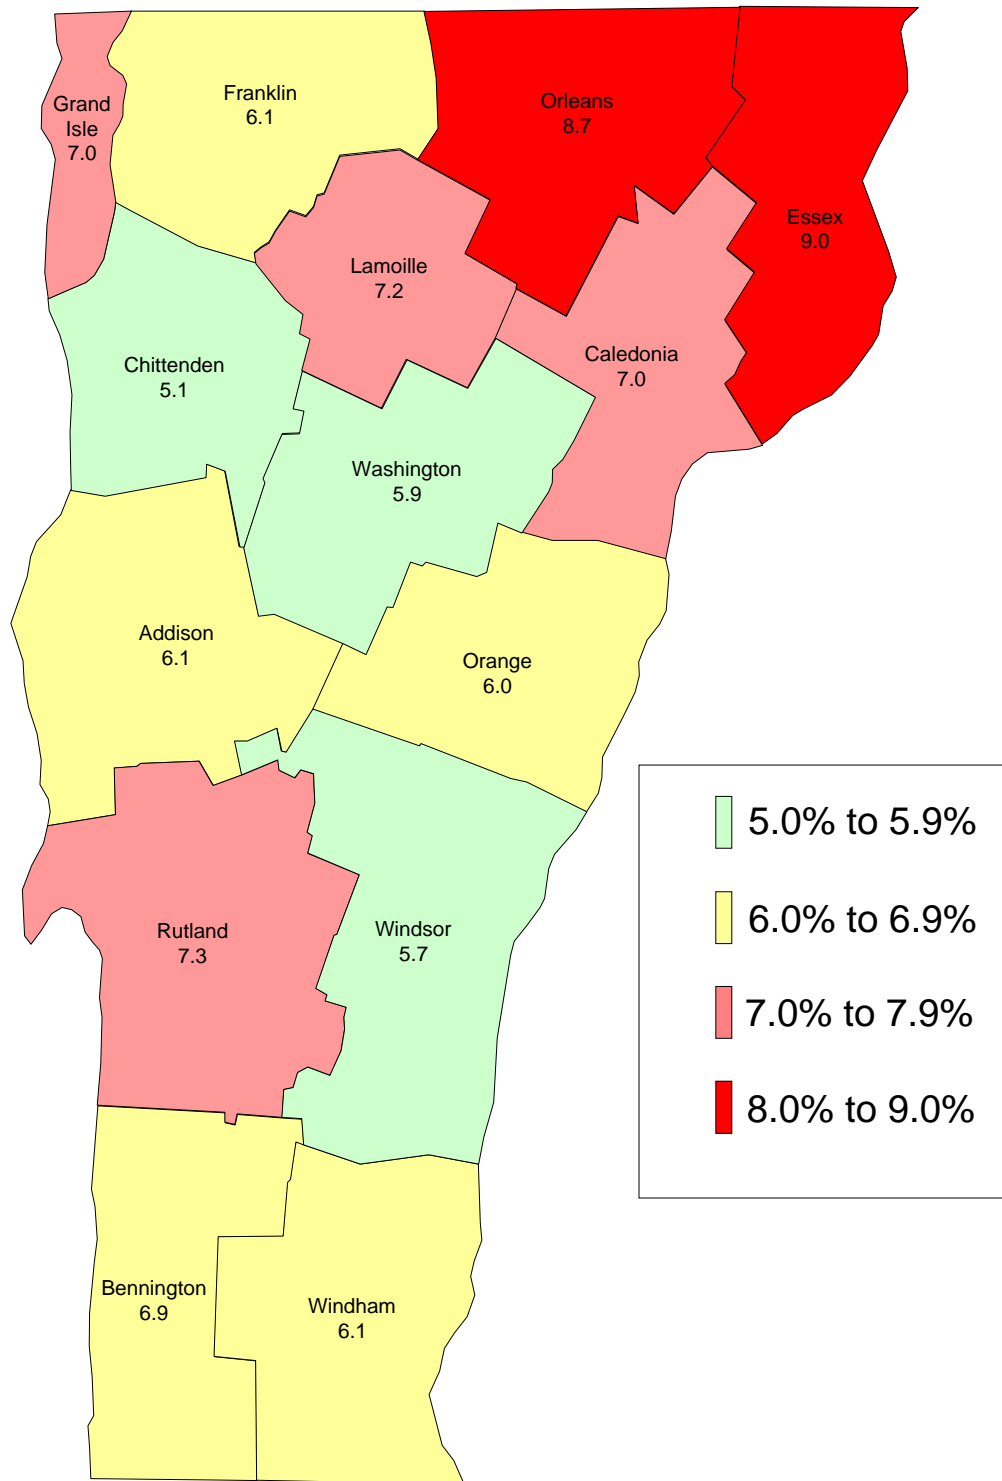 Franklin
6.1
Orleans
8.7
Grand
Isle
7.0
Essex
9.0
Lamoille
7.2
Caledonia
7.0
Chittenden
5.1
Washington
5.9
Addison
6.1
Orange
6.0
5.0% to 5.9%
6.0% to 6.9%
7.0% to 7.9%
8.0% to 9.0%
Rutland
7.3
Windsor
5.7
Bennington
6.9
Windham
6.1